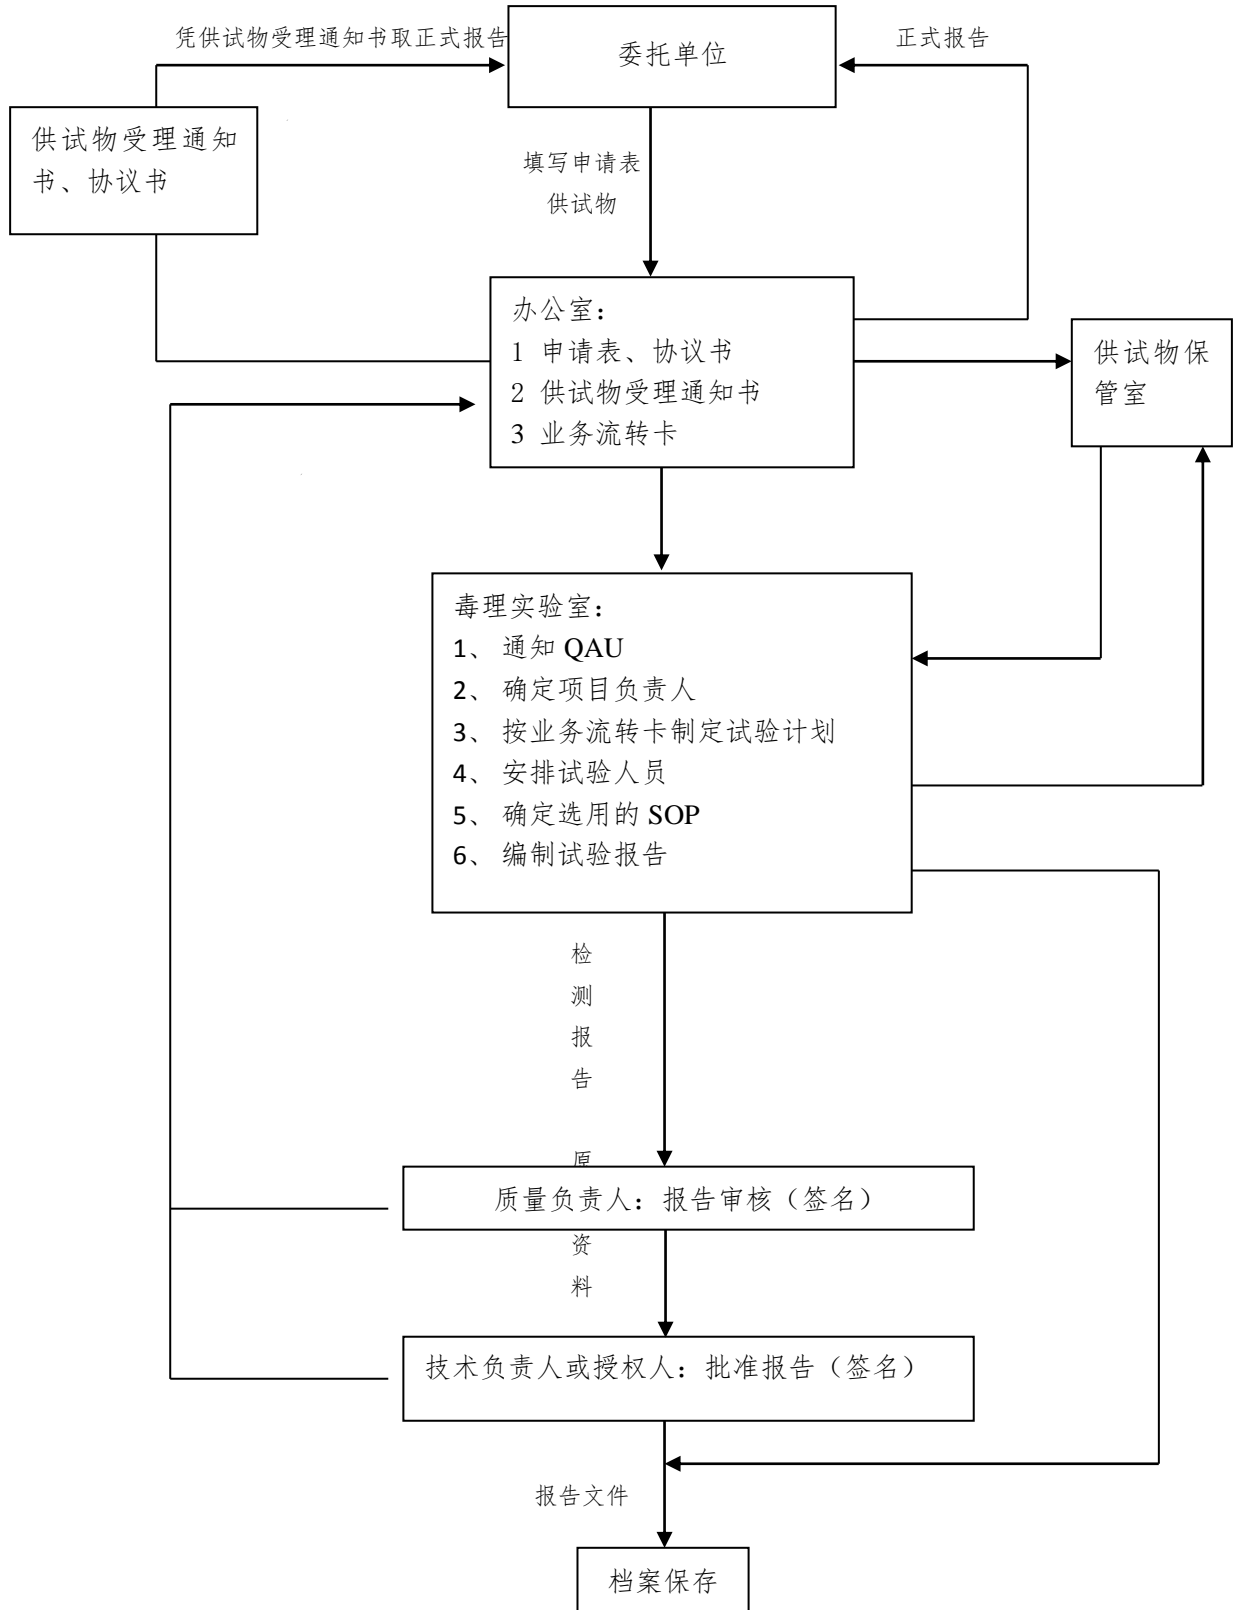 凭供试物受理通知书取正式报告
委托单位
正式报告
供试物受理通知
书、协议书
填写申请表
供试物
办公室：
1 申请表、协议书
2 供试物受理通知书
3 业务流转卡
供试物保
管室
毒理实验室：
1、 通知 QAU
2、 确定项目负责人
3、 按业务流转卡制定试验计划
4、 安排试验人员
5、 确定选用的 SOP
6、 编制试验报告
检
测
报
告
原
质量负责人：报告审核（签名）
资
料
技术负责人或授权人：批准报告（签名）
报告文件
档案保存